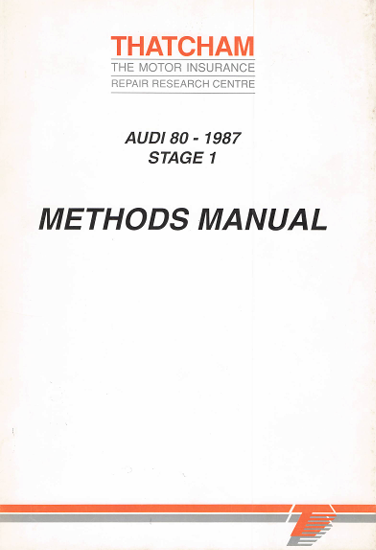 THATCHAM
THE MOTOR INSURANCE
REPAIR RESEARCH CENTRE
AUDI 80 - 1987
STAGE 1
METHODS MANUAL